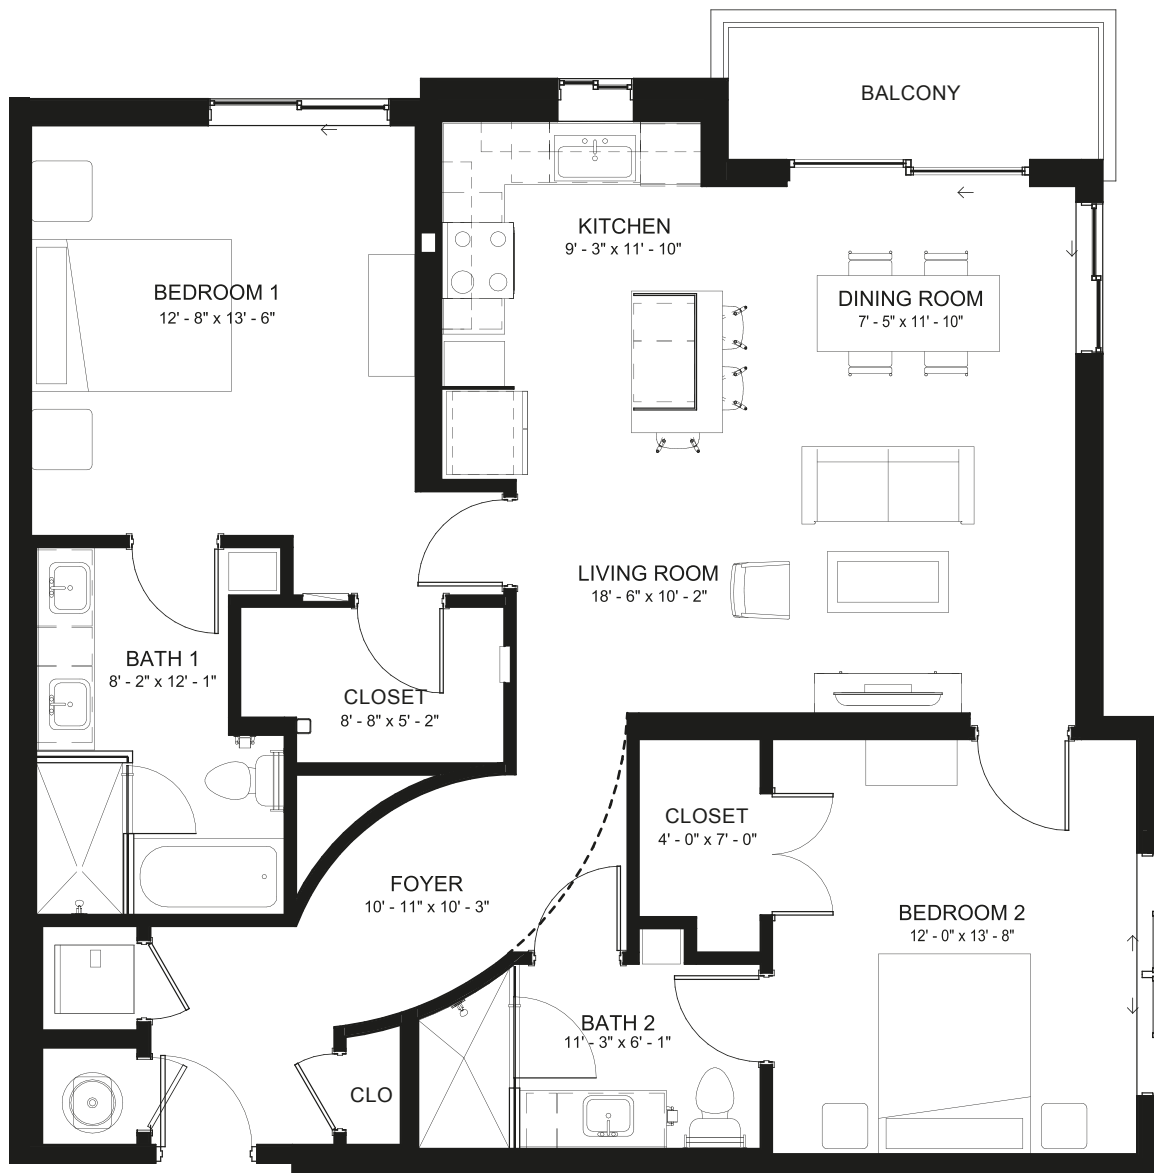 BALCONY
KITCHEN
9' - 3" x 11' - 10"
BEDROOM 1
12' - 8" x 13' - 6"
DINING ROOM
7' - 5" x 11' - 10"
LIVING ROOM
18' - 6" x 10' - 2"
BATH 1
8' - 2" x 12' - 1"
CLOSET
8' - 8" x 5' - 2"
CLOSET
4' - 0" x 7' - 0"
FOYER
10' - 11" x 10' - 3"
BEDROOM 2
12' - 0" x 13' - 8"
BATH 2
11' - 3" x 6' - 1"
CLO